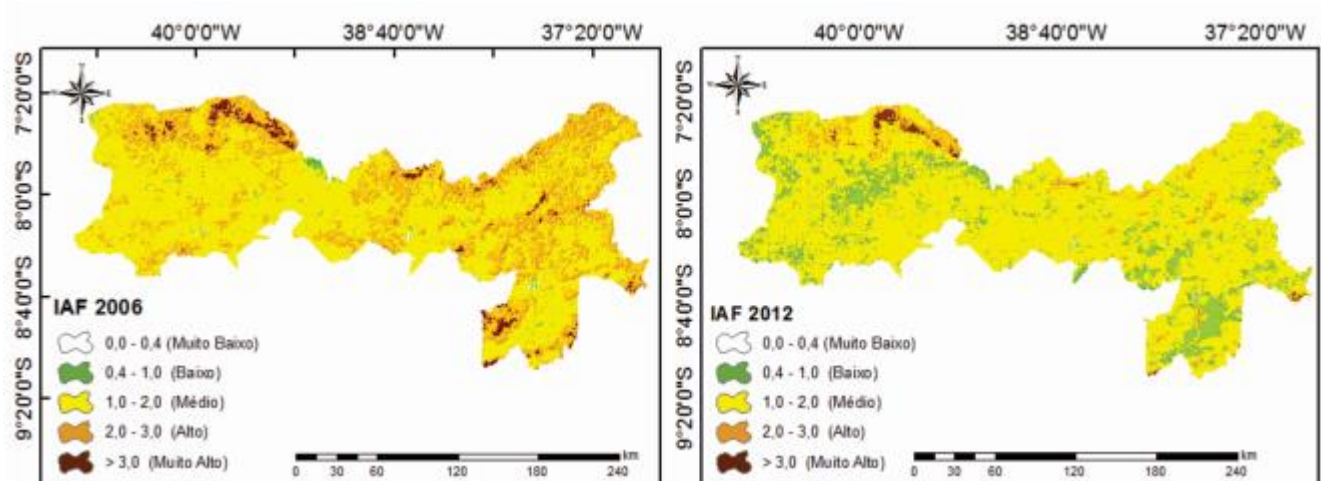 40°0'0"W 38°40'0"W 37°20'0"W
7°20'0"S
8°0'0"S
8°40'0"S
9°20'0"S
IAF 2006
0,0 - 0,4 (Muito Baixo)
0,4 - 1,0 (Baixo)
1,0 - 2,0 (Médio)
2,0 - 3,0 (Alto)
> 3,0 (Muito Alto)
km
0 30 60 120 180 240
40°0'0"W 38°40'0"W 37°20'0"W
7°20'0"S
8°0'0"S
8°40'0"S
9°20'0"S
IAF 2012
0,0 - 0,4 (Muito Baixo)
0,4 - 1,0 (Baixo)
1,0 - 2,0 (Médio)
2,0 - 3,0 (Alto)
> 3,0 (Muito Alto)
km
0 30 60 120 180 240